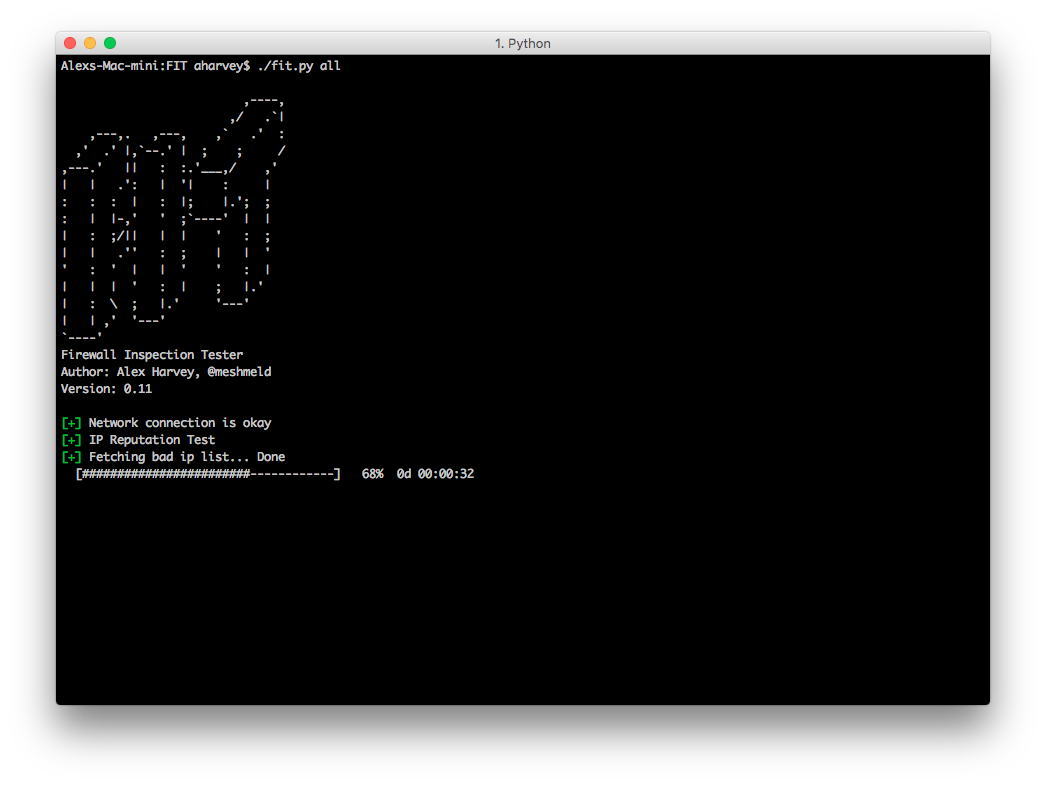 1. Python
Alexs-Mac-mini:FIT aharvey$ ./fit.py all
                          ,----,
                        ,/   .`|
    ,---,.   ,---,    ,`   .'  :
  ,'  .' |,`--.' |  ;    ;     /
,---.'   ||   :  :.'___,/    ,'
|   |   .':   |  '|    :     |
:   :  :  |   :  |;    |.';  ;
:   |  |-,'   '  ;`----'  |  |
|   :  ;/||   |  |    '   :  ;
|   |   .''   :  ;    |   |  '
'   :  '  |   |  '    '   :  |
|   |  |  '   :  |    ;   |.'
|   :  \  ;   |.'     '---'
|   | ,'  '---'
`----'
Firewall Inspection Tester
Author: Alex Harvey, @meshmeld
Version: 0.11
[+] Network connection is okay
[+] IP Reputation Test
[+] Fetching bad ip list... Done
[########################------------]   68%  0d 00:00:32